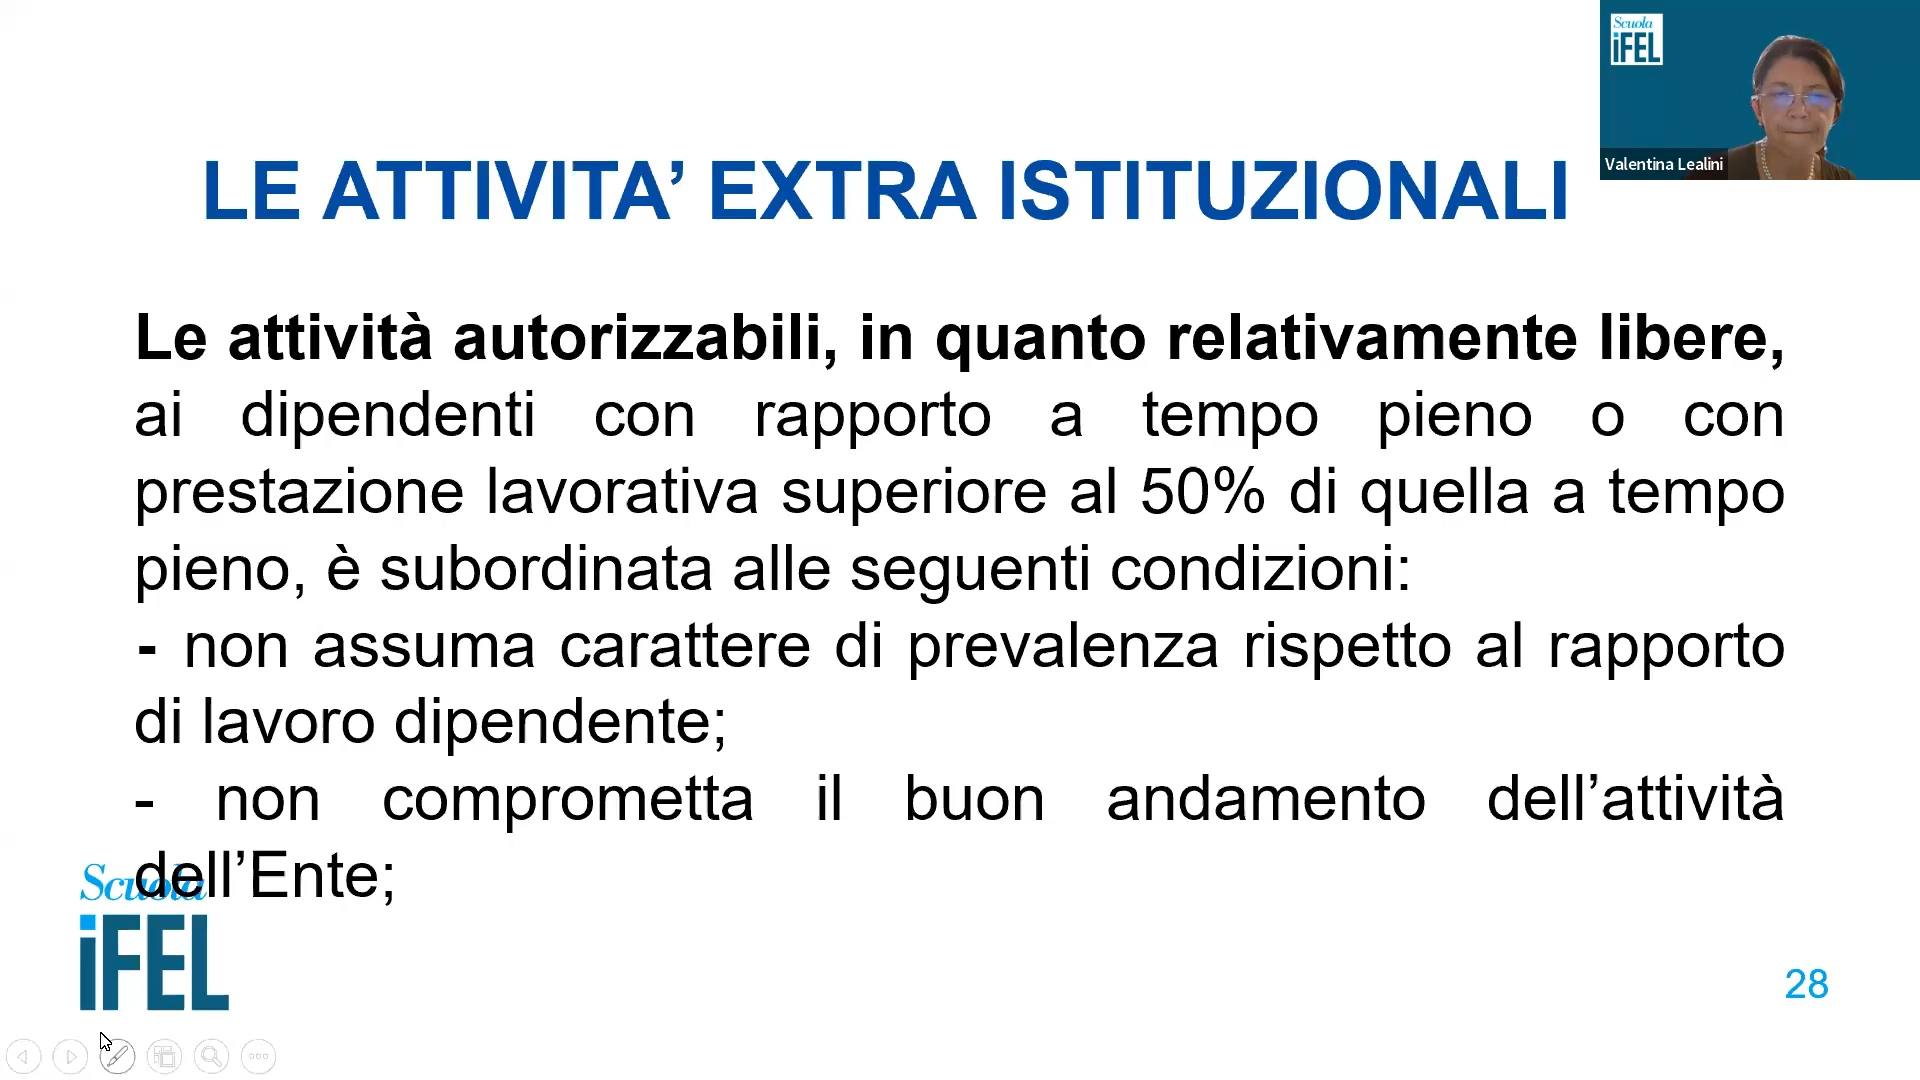 Scuola
iFEL
Valentina Lealini
LE ATTIVITA’ EXTRA ISTITUZIONALI
Le attività autorizzabili, in quanto relativamente libere,
ai dipendenti con rapporto a tempo pieno o con
prestazione lavorativa superiore al 50% di quella a tempo
pieno, è subordinata alle seguenti condizioni:
- non assuma carattere di prevalenza rispetto al rapporto
di lavoro dipendente;
- non comprometta il buon andamento dell’attività
dell’Ente;
Scuola
iFEL
28